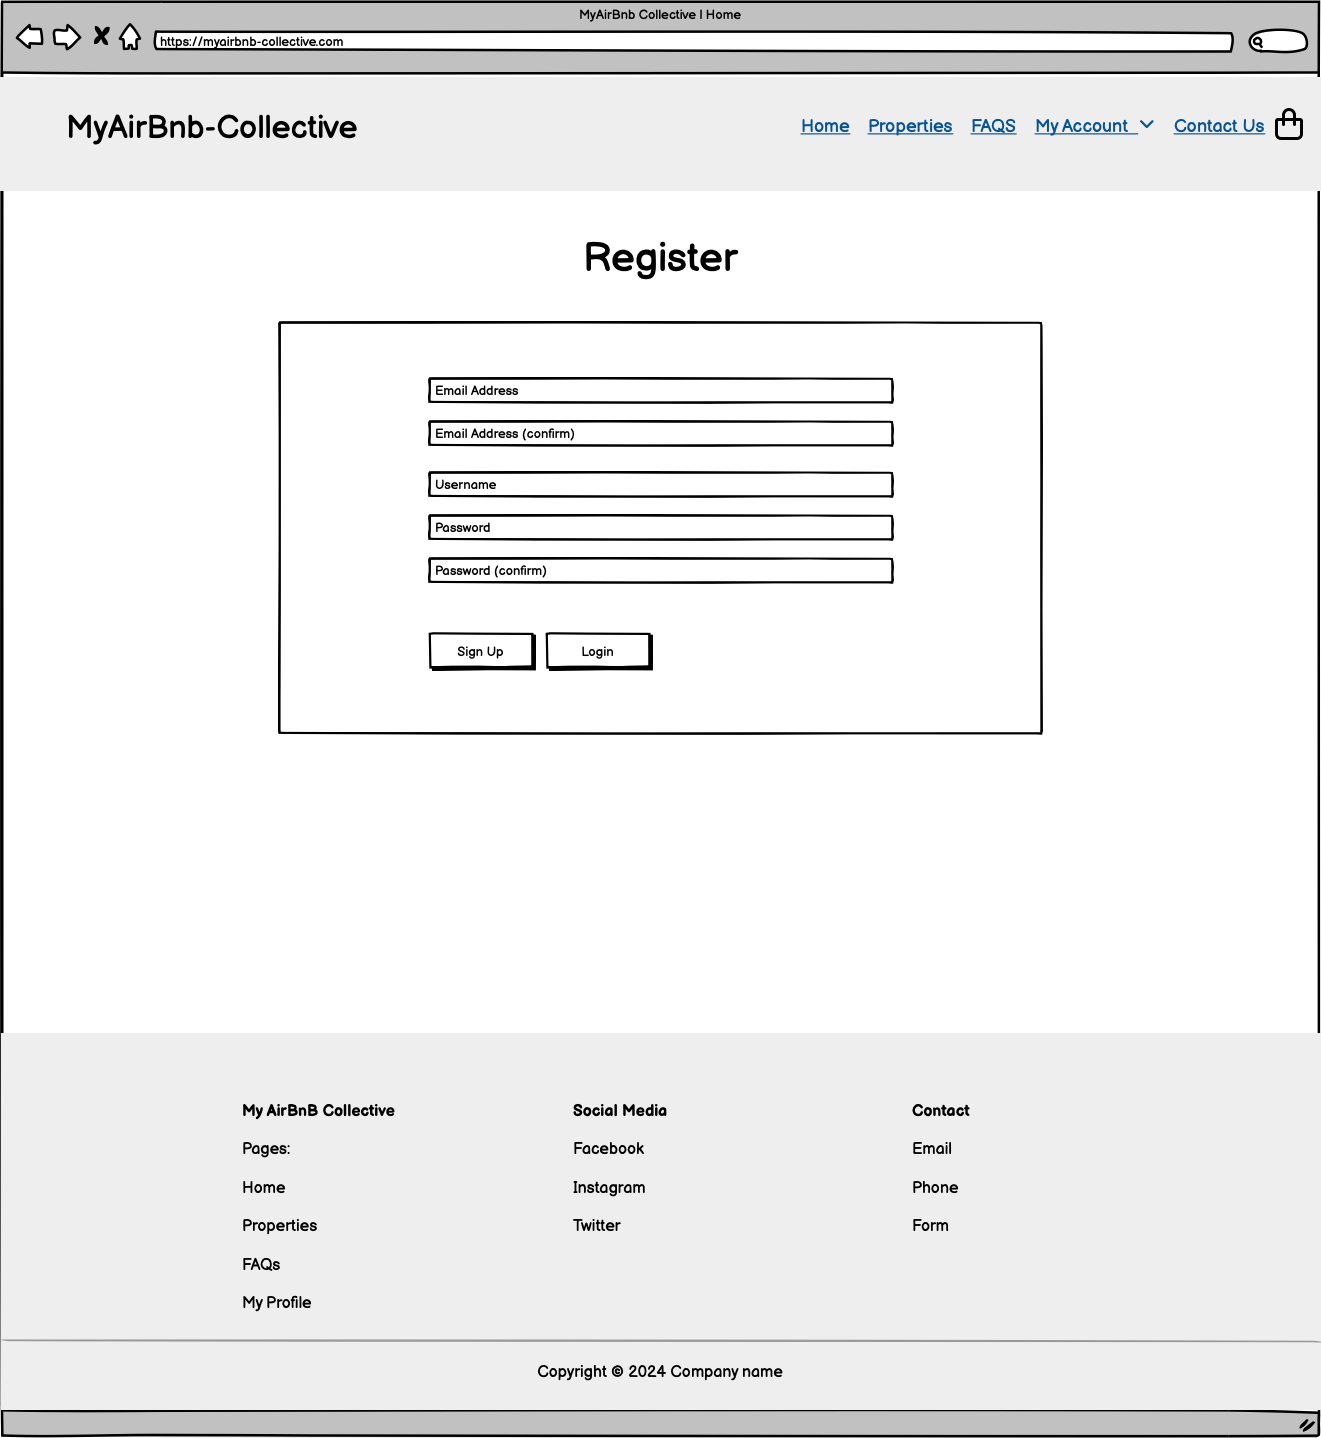 MyAirBnb Collective | Home
https://myairbnb-collective.com
MyAirBnb-Collective
Home Properties FAQS My Account Contact Us
Register
Email Address
Email Address (confirm)
Username
Password
Password (confirm)
Sign Up Login
My AirBnB Collective
Pages:
Home
Properties
FAQs
My Profile
Social Media
Facebook
Instagram
Twitter
Contact
Email
Phone
Form
Copyright © 2024 Company name